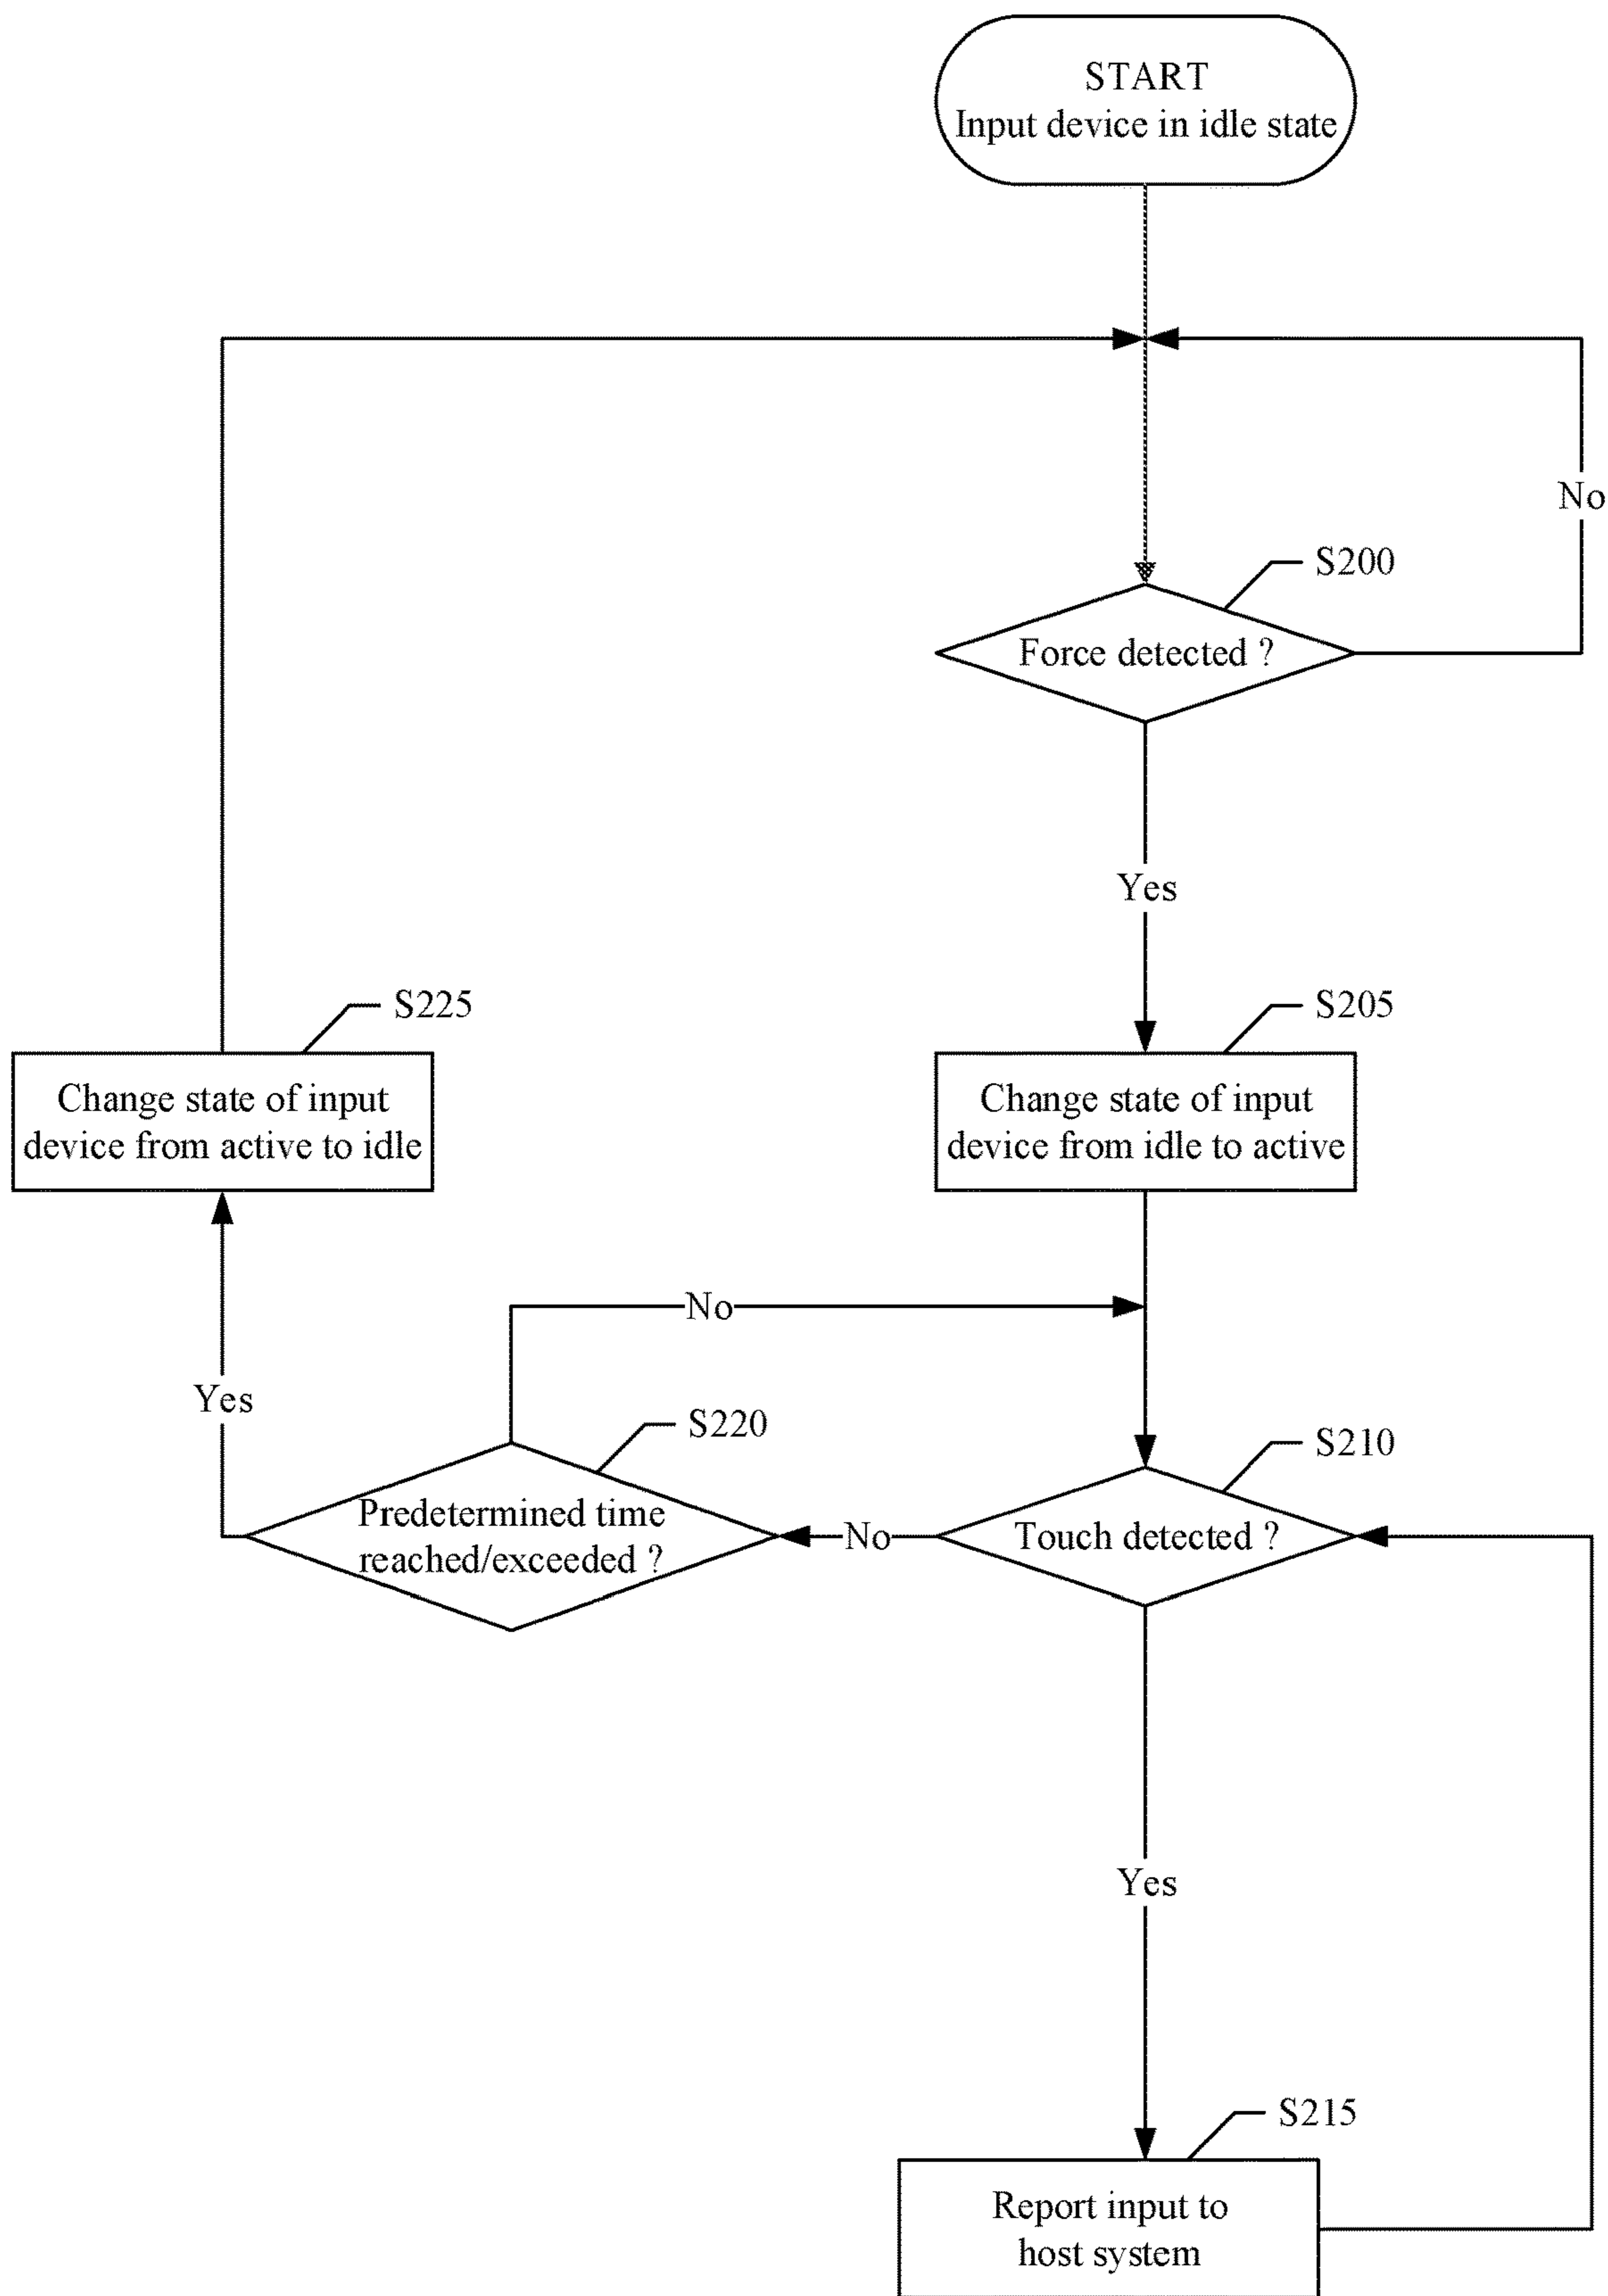 START
Input device in idle state
No
S200
Force detected ?
Yes
S225
S205
Change state of input
device from active to idle
Change state of input
device from idle to active
No
Yes
S220
S210
Predetermined time
reached/exceeded ?
No
Touch detected ?
Yes
S215
Report input to
host system